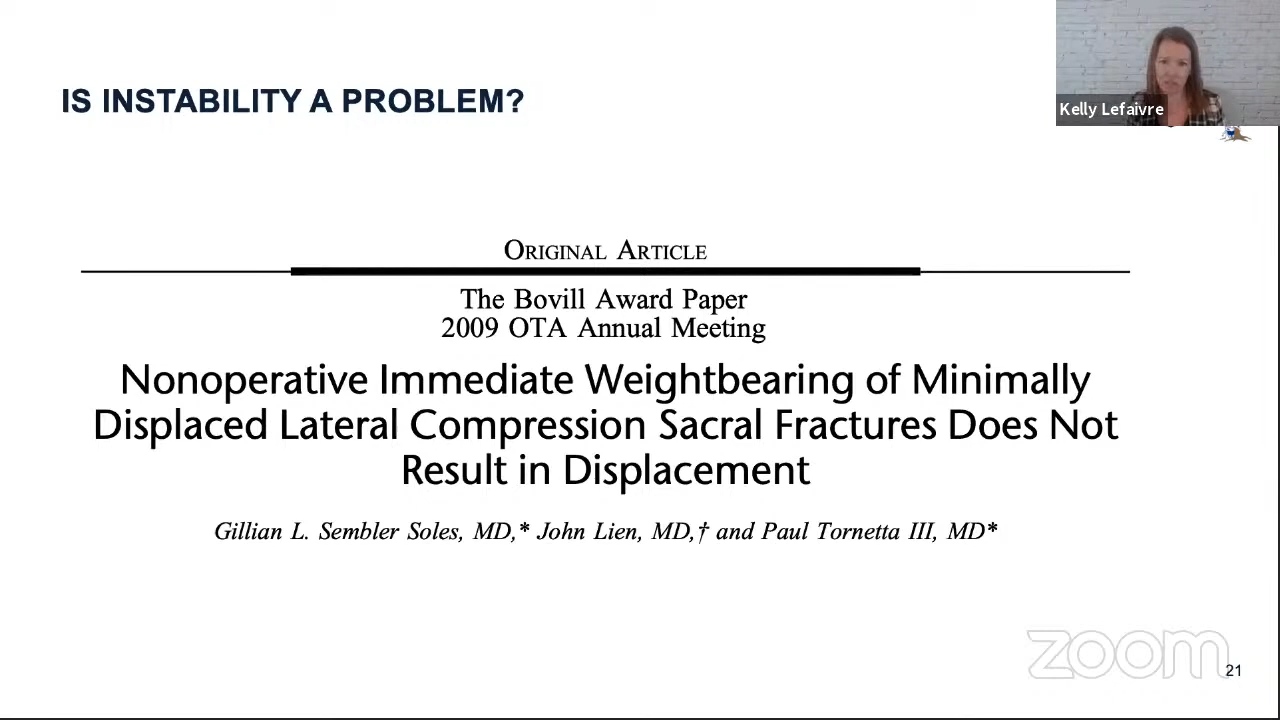 IS INSTABILITY A PROBLEM?
Kelly Lefaivre
ORIGINAL ARTICLE
The Bovill Award Paper
2009 OTA Annual Meeting
Nonoperative Immediate Weightbearing of Minimally
Displaced Lateral Compression Sacral Fractures Does Not
Result in Displacement
Gillian L. Sembler Soles, MD,* John Lien, MD,† and Paul Tornetta III, MD*
zoom
21